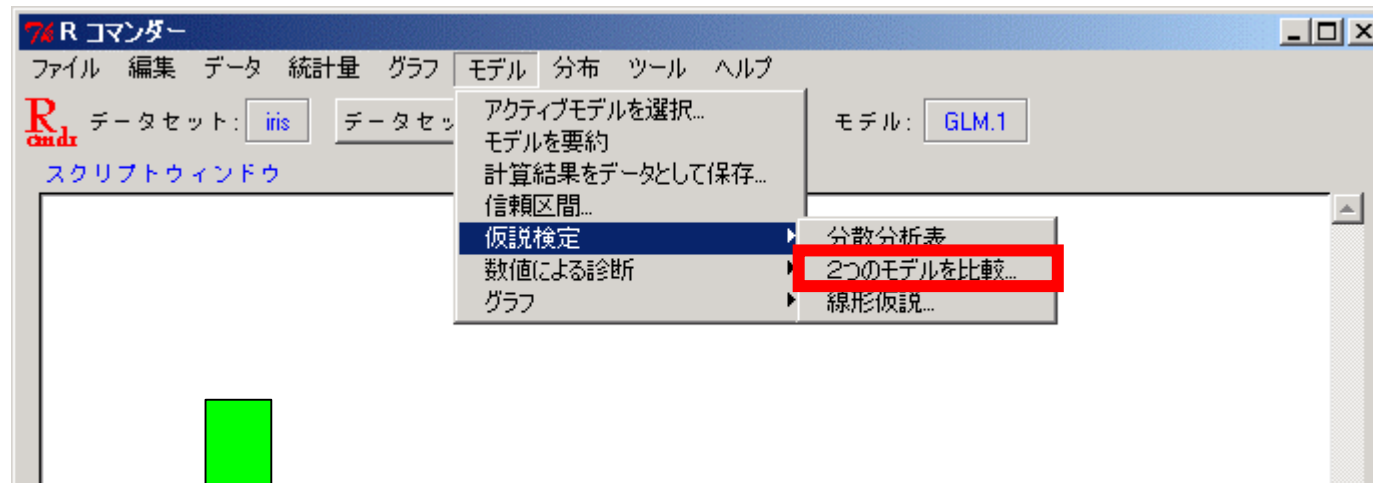 R コマンダー
ファイル 編集 データ 統計量 グラフ モデル 分布 ツール ヘルプ
Rcmdr データセット: iris データセッ モデル: GLM.1
スクリプトウィンドウ
アクティブモデルを選択...
モデルを要約
計算結果をデータとして保存...
信頼区間...
仮説検定
数値による診断
グラフ
分散分析表
2つのモデルを比較...
線形仮説...